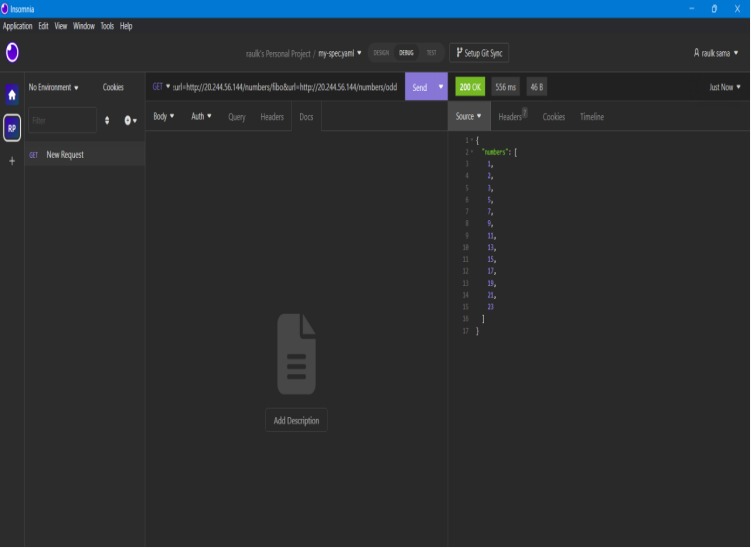 Insomnia
Application Edit View Window Tools Help
raulk's Personal Project / my-spec.yaml DESIGN DEBUG TEST Setup Git Sync raulk sama
No Environment Cookies
GET url=http://20.244.56.144/numbers/fibo&url=http://20.244.56.144/numbers/odd Send
200 OK 556 ms 46 B Just Now
Filter
RP
Body Auth Query Headers Docs
Source Headers Cookies Timeline
GET New Request
1 {
2 "numbers": [
3 1,
4 2,
5 3,
6 5,
7 7,
8 9,
9 11,
10 13,
11 15,
12 17,
13 19,
14 21,
15 23
16 ]
17 }
Add Description